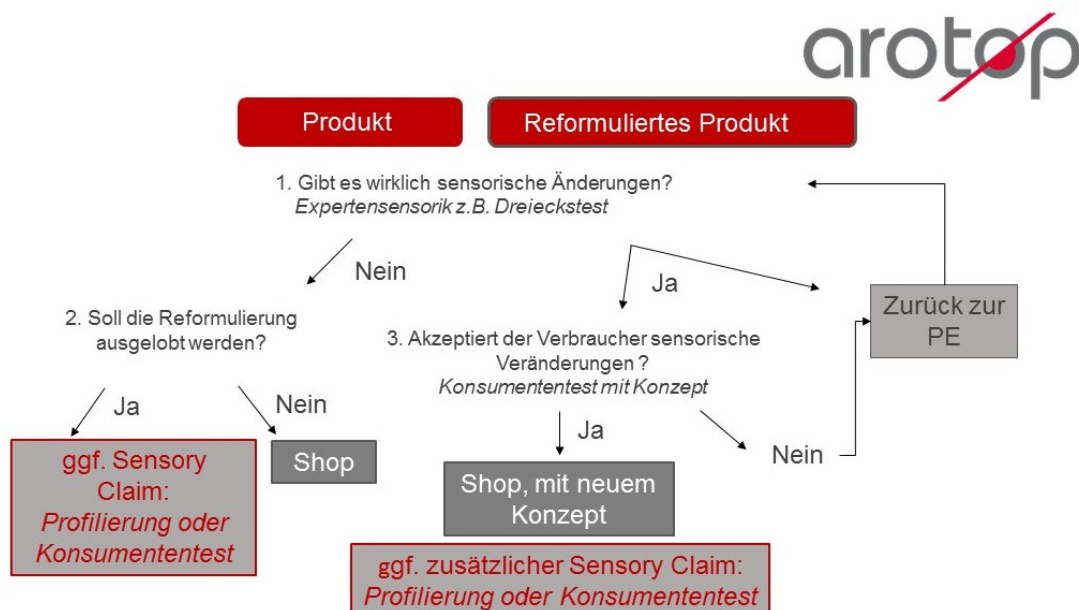 arotop
Produkt
Reformuliertes Produkt
1. Gibt es wirklich sensorische Änderungen?
Expertensensorik z.B. Dreieckstest
Nein
Ja
Zurück zur
PE
2. Soll die Reformulierung
ausgelobt werden?
3. Akzeptiert der Verbraucher sensorische
Veränderungen ?
Konsumententest mit Konzept
Ja
Nein
Ja
Nein
ggf. Sensory
Claim:
Profilierung oder
Konsumententest
Shop
Shop, mit neuem
Konzept
ggf. zusätzlicher Sensory Claim:
Profilierung oder Konsumententest